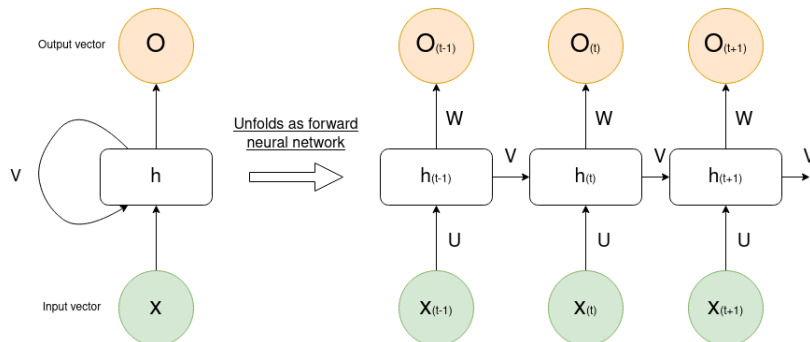 Output vector
O
O(t-1)
O(t)
O(t+1)
Unfolds as forward
neural network
W
W
W
V
h
h(t-1)
V
h(t)
V
h(t+1)
V
U
U
U
Input vector
x
x(t-1)
x(t)
x(t+1)